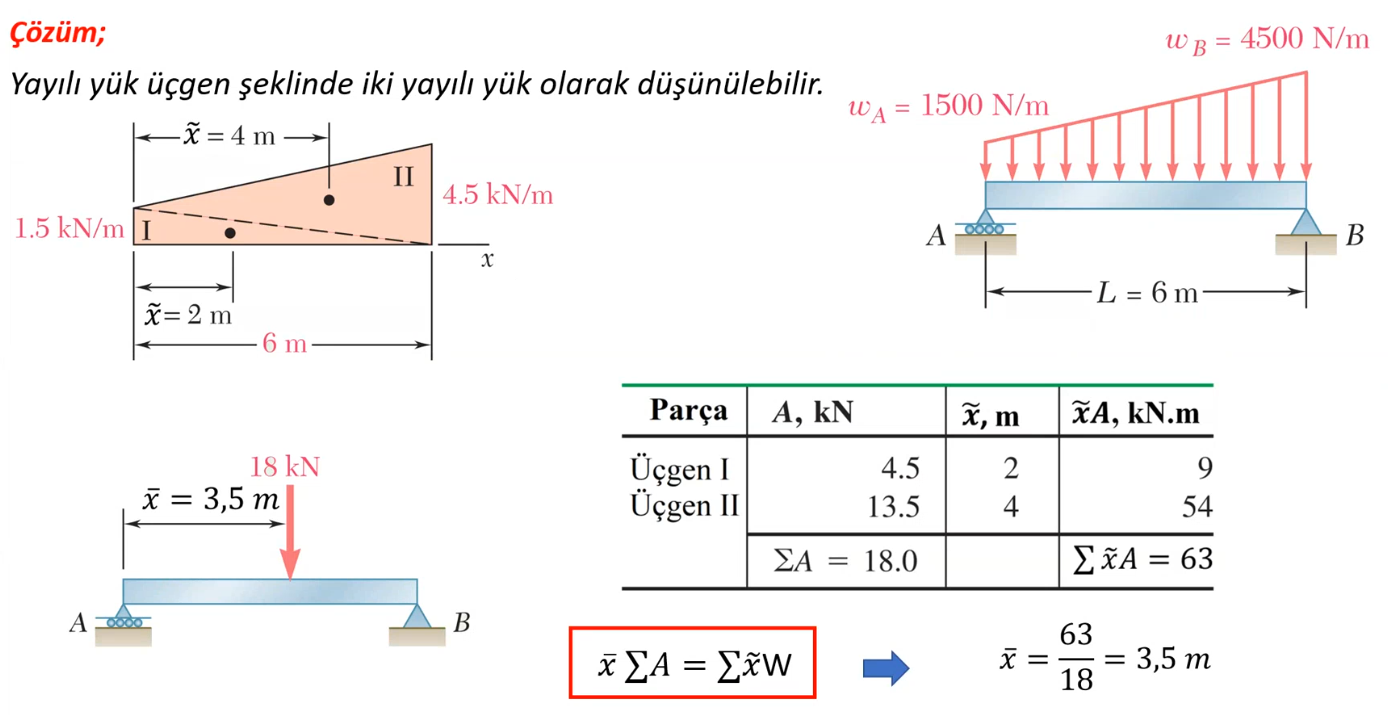 Çözüm;
Yayılı yük üçgen şeklinde iki yayılı yük olarak düşünülebilir.
w_B = 4500 N/m
w_A = 1500 N/m
A
B
L = 6 m
x̃ = 4 m
II
4.5 kN/m
1.5 kN/m
I
x
x̃= 2 m
6 m
18 kN
x̄ = 3,5 m
A
B
Parça A, kN x̃, m x̃A, kN.m
Üçgen I 4.5 2 9
Üçgen II 13.5 4 54
ΣA = 18.0 ∑ x̃A = 63
x̄ ∑A = ∑x̃W
x̄ = 63/18 = 3,5 m